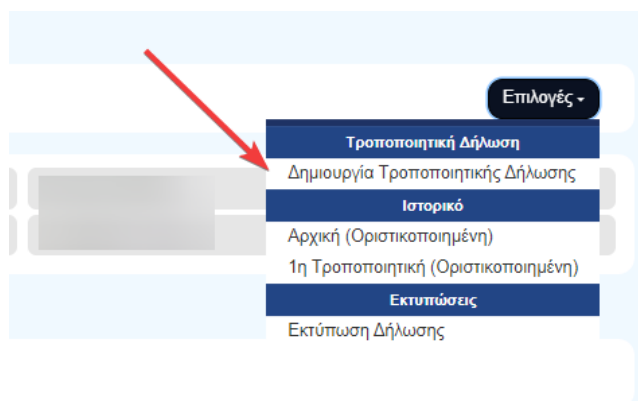 Επιλογές
Τροποποιητική Δήλωση
Δημιουργία Τροποποιητικής Δήλωσης
Ιστορικό
Αρχική (Οριστικοποιημένη)
1η Τροποποιητική (Οριστικοποιημένη)
Εκτυπώσεις
Εκτύπωση Δήλωσης